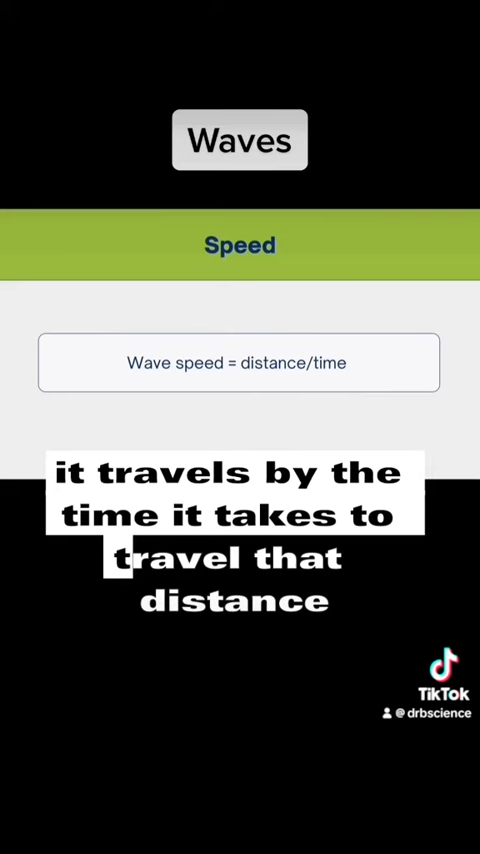 Waves
Speed
Wave speed = distance/time
it travels by the
time it takes to
travel that
distance
TikTok
@ drbscience